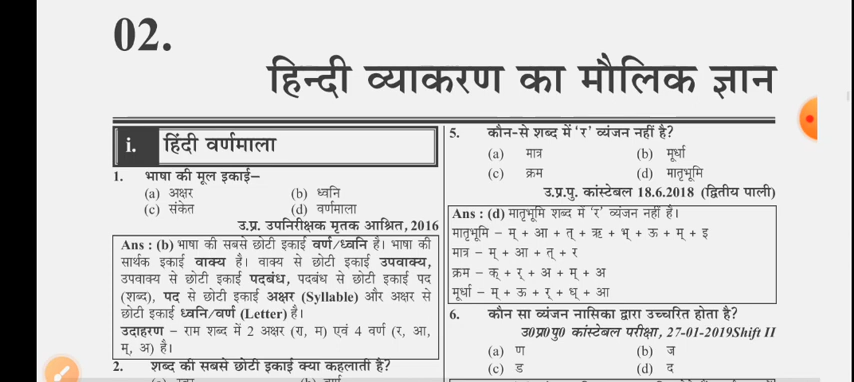 02.
हिन्दी व्याकरण का मौलिक ज्ञान
i. हिंदी वर्णमाला
1. भाषा की मूल इकाई–
(a) अक्षर (b) ध्वनि
(c) संकेत (d) वर्णमाला
उ.प्र. उपनिरीक्षक मृतक आश्रित, 2016
Ans : (b) भाषा की सबसे छोटी इकाई वर्ण/ध्वनि है। भाषा की
सार्थक इकाई वाक्य है। वाक्य से छोटी इकाई उपवाक्य,
उपवाक्य से छोटी इकाई पदबंध, पदबंध से छोटी इकाई पद
(शब्द), पद से छोटी इकाई अक्षर (Syllable) और अक्षर से
छोटी इकाई ध्वनि/वर्ण (Letter) है।
उदाहरण – राम शब्द में 2 अक्षर (रा, म) एवं 4 वर्ण (र, आ,
म्, अ) है।
2. शब्द की सबसे छोटी इकाई क्या कहलाती है?
5. कौन-से शब्द में 'र' व्यंजन नहीं है?
(a) मात्र (b) मूर्धा
(c) क्रम (d) मातृभूमि
उ.प्र.पु. कांस्टेबल 18.6.2018 (द्वितीय पाली)
Ans : (d) मातृभूमि शब्द में 'र' व्यंजन नहीं है।
मातृभूमि – म् + आ + त् + ऋ + भ् + ऊ + म् + इ
मात्र – म् + आ + त् + र
क्रम – क् + र् + अ + म् + अ
मूर्धा – म् + ऊ + र् + ध् + आ
6. कौन सा व्यंजन नासिका द्वारा उच्चरित होता है?
उ0प्र0पु0 कांस्टेबल परीक्षा, 27-01-2019Shift II
(a) ण (b) ज
(c) ड (d) द